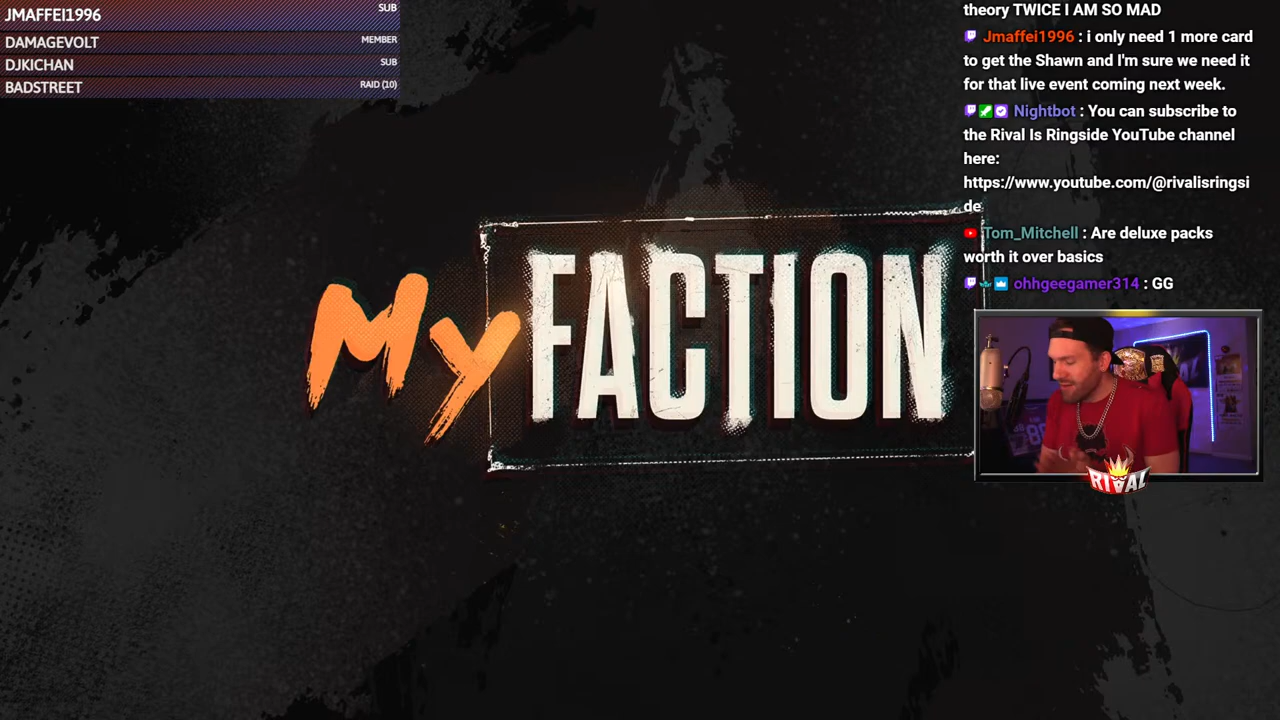 JMAFFEI1996 SUB
DAMAGEVOLT MEMBER
DJKICHAN SUB
BADSTREET RAID (10)
theory TWICE I AM SO MAD
Jmaffei1996 : i only need 1 more card
to get the Shawn and I'm sure we need it
for that live event coming next week.
Nightbot : You can subscribe to
the Rival Is Ringside YouTube channel
here:
https://www.youtube.com/@rivalisringsi
de
Tom_Mitchell : Are deluxe packs
worth it over basics
ohhgeegamer314 : GG
My FACTION
RIVAL